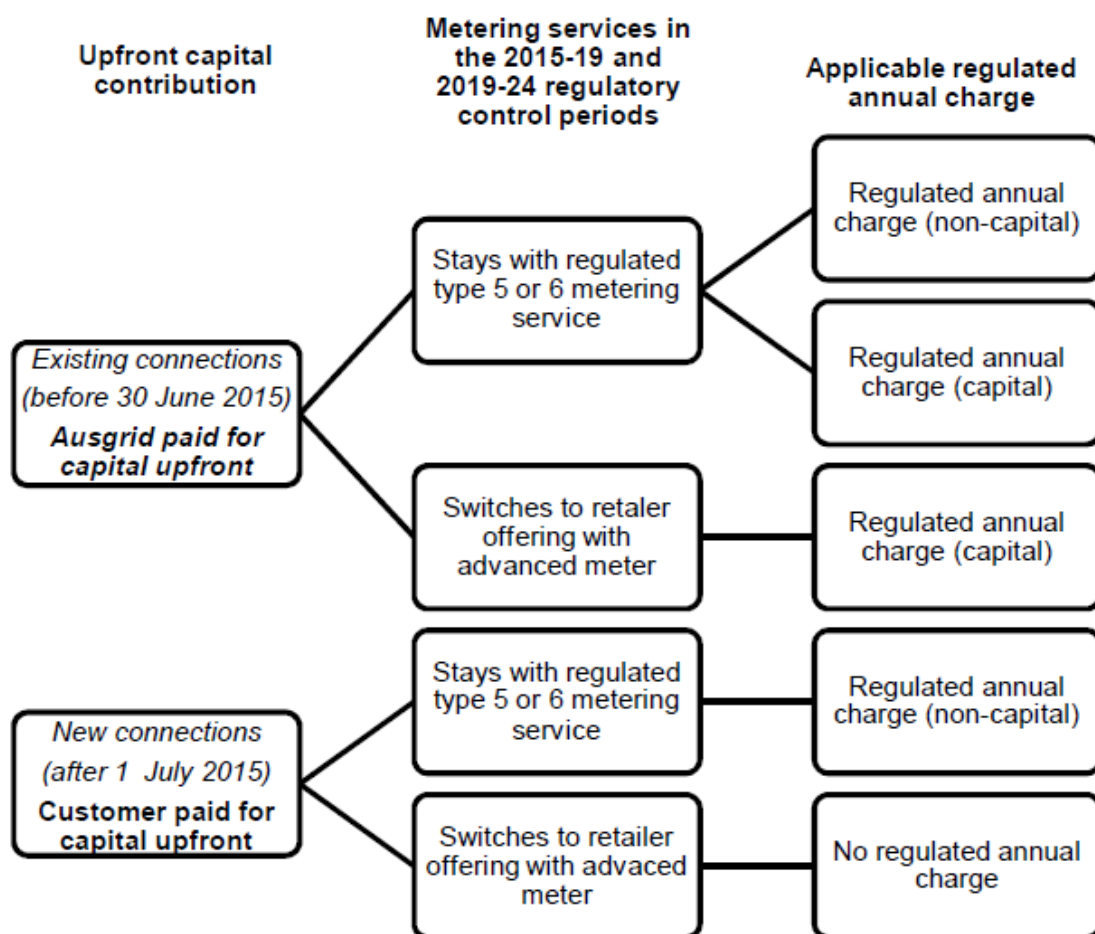 Upfront capital
contribution
Metering services in
the 2015-19 and
2019-24 regulatory
control periods
Applicable regulated
annual charge
Existing connections
(before 30 June 2015)
Ausgrid paid for
capital upfront
Stays with regulated
type 5 or 6 metering
service
Regulated annual
charge (non-capital)
Regulated annual
charge (capital)
Switches to retaler
offering with
advanced meter
Regulated annual
charge (capital)
New connections
(after 1 July 2015)
Customer paid for
capital upfront
Stays with regulated
type 5 or 6 metering
service
Regulated annual
charge (non-capital)
Switches to retailer
offering with advaced
meter
No regulated annual
charge